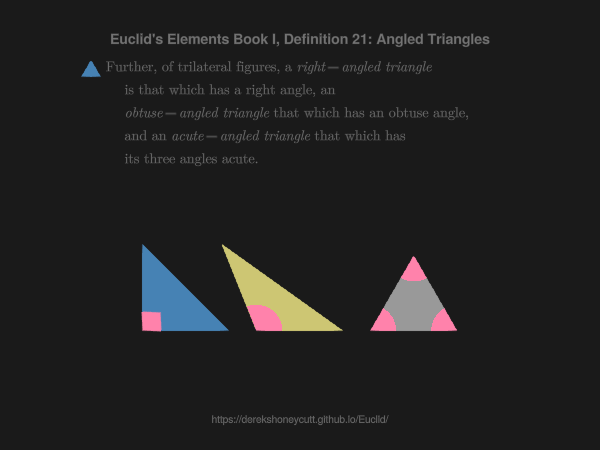 Euclid's Elements Book I, Definition 21: Angled Triangles
Further, of trilateral figures, a right–angled triangle
is that which has a right angle, an
obtuse–angled triangle that which has an obtuse angle,
and an acute–angled triangle that which has
its three angles acute.
https://derekshoneycutt.github.io/Euclid/